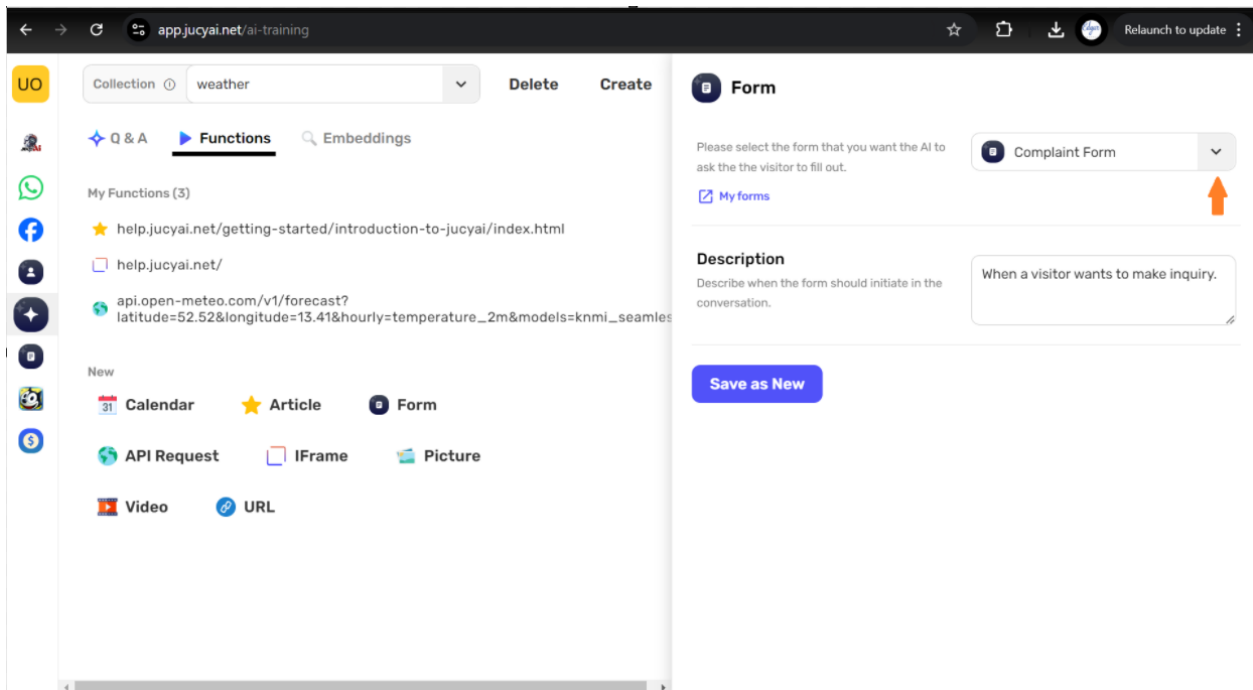 app.jucyai.net/ai-training
Relaunch to update
UO
Collection
weather
Delete
Create
Q & A
Functions
Embeddings
My Functions (3)
help.jucyai.net/getting-started/introduction-to-jucyai/index.html
help.jucyai.net/
api.open-meteo.com/v1/forecast?
latitude=52.52&longitude=13.41&hourly=temperature_2m&models=knmi_seamles
New
31
Calendar
Article
Form
API Request
IFrame
Picture
Video
URL
Form
Please select the form that you want the AI to
ask the the visitor to fill out.
Complaint Form
My forms
Description
Describe when the form should initiate in the
conversation.
When a visitor wants to make inquiry.
Save as New